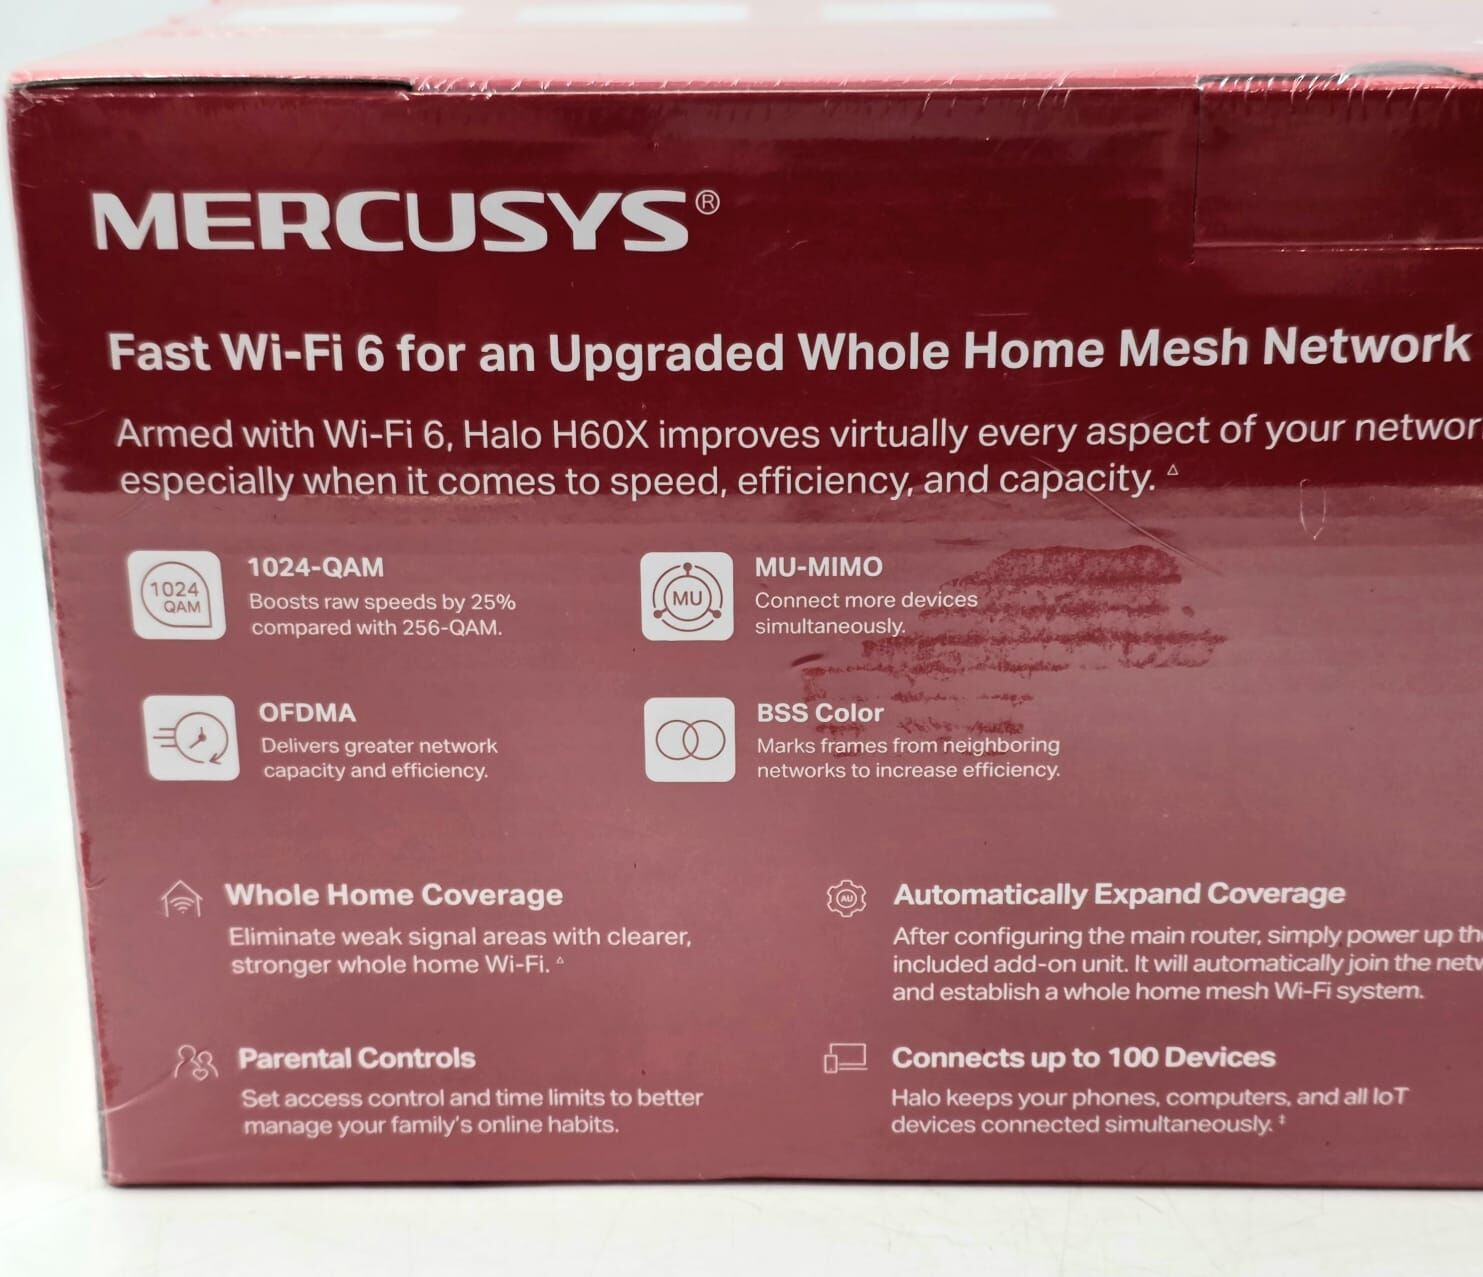 MERCUSYS®
Fast Wi-Fi 6 for an Upgraded Whole Home Mesh Network
Armed with Wi-Fi 6, Halo H60X improves virtually every aspect of your
especially when it comes to speed, efficiency, and capacity. △
1024 QAM
1024-QAM
Boosts raw speeds by 25%
compared with 256-QAM.
MU
MU-MIMO
Connect more devices
simultaneously.
OFDMA
Delivers greater network
capacity and efficiency.
BSS Color
Marks frames from neighboring
networks to increase efficiency.
Whole Home Coverage
Eliminate weak signal areas with clearer,
stronger whole home Wi-Fi. △
AU
Automatically Expand Coverage
After configuring the main router, simply power up
included add-on unit. It will automatically join the
and establish a whole home mesh Wi-Fi system.
Parental Controls
Set access control and time limits to better
manage your family's online habits.
Connects up to 100 Devices
Halo keeps your phones, computers, and all IoT
devices connected simultaneously. ‡